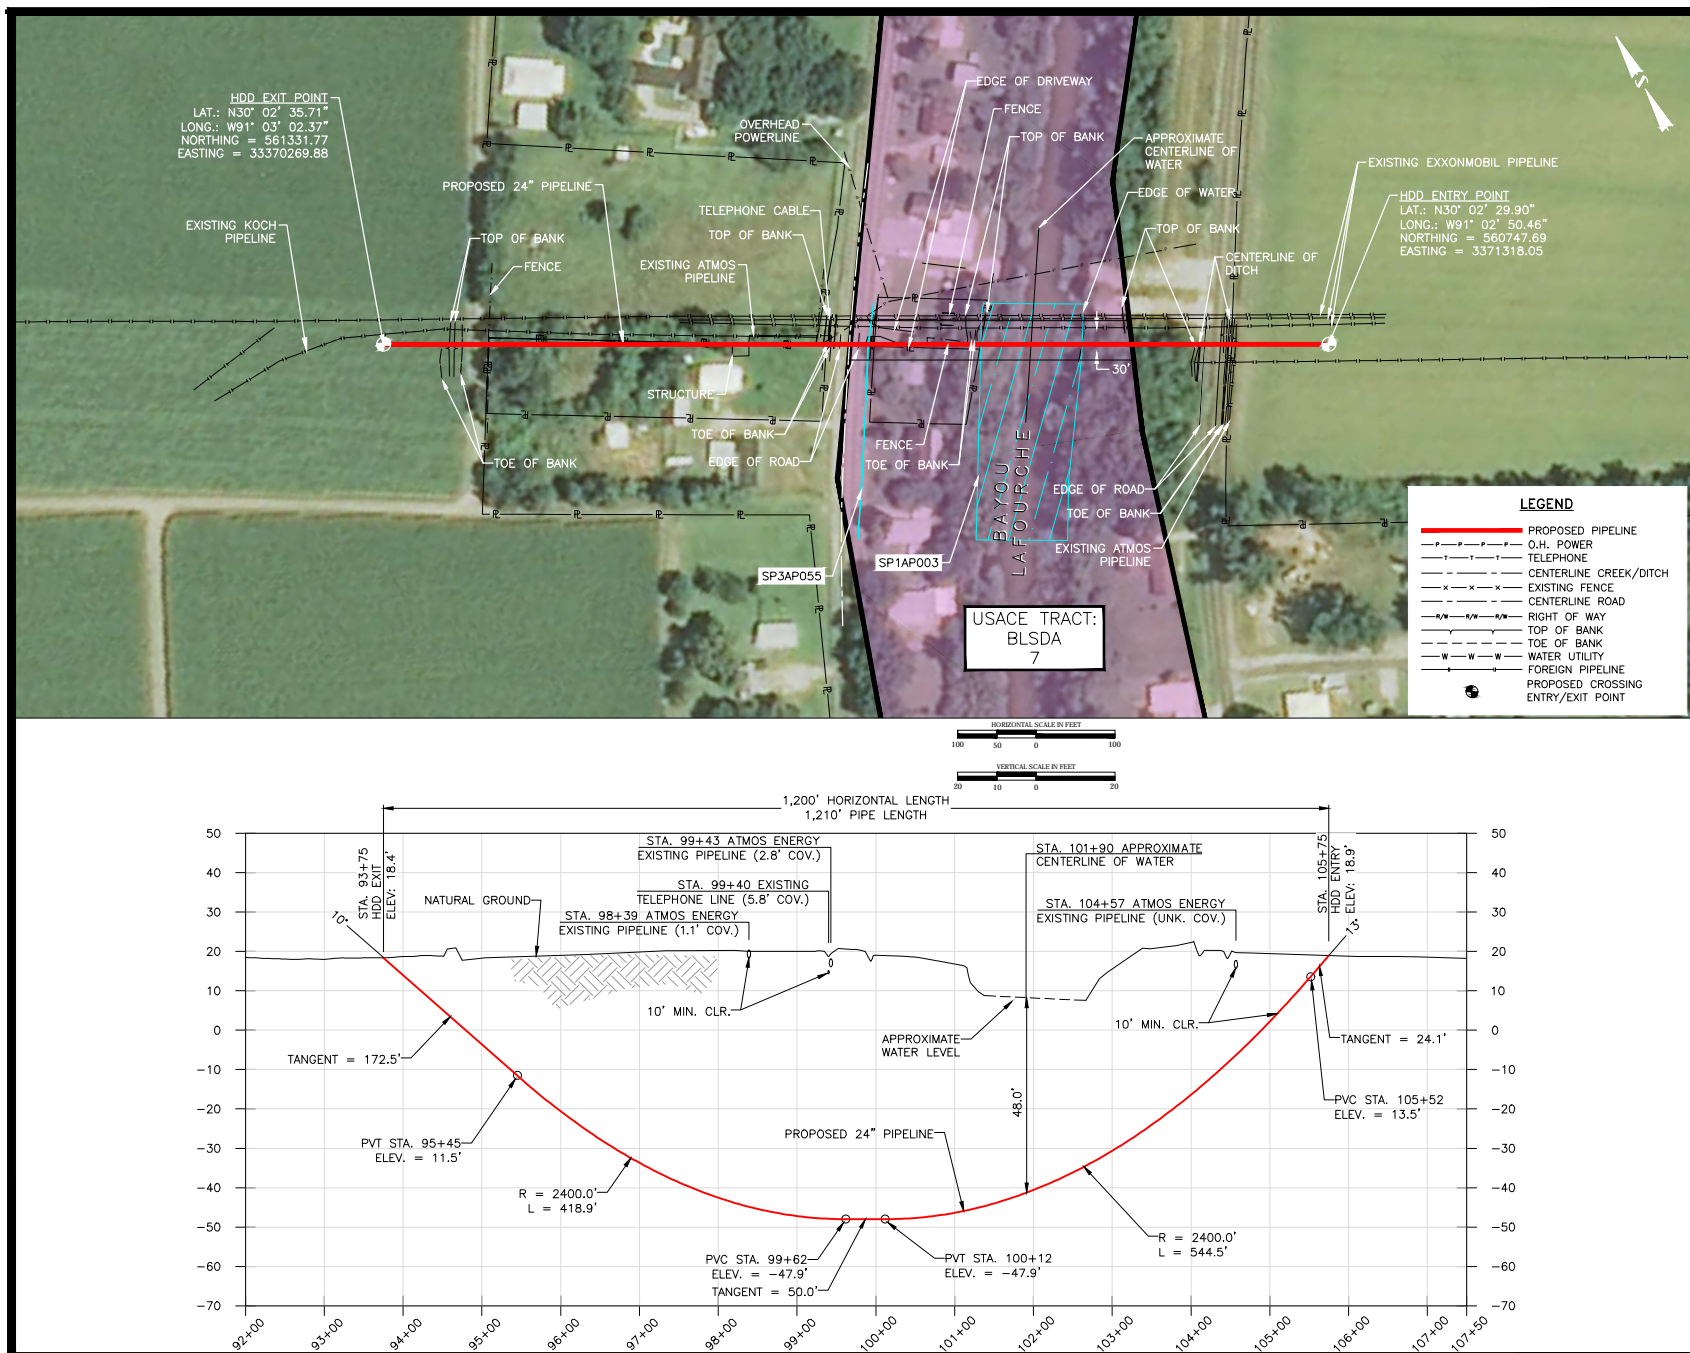 HDD EXIT POINT
LAT.: N30° 02' 35.71"
LONG.: W91° 03' 02.37"
NORTHING = 561331.77
EASTING = 33370269.88
EXISTING KOCH
PIPELINE
PROPOSED 24" PIPELINE
TOP OF BANK
FENCE
OVERHEAD
POWERLINE
TELEPHONE CABLE
TOP OF BANK
EXISTING ATMOS
PIPELINE
STRUCTURE
TOE OF BANK
TOE OF BANK
EDGE OF ROAD
EDGE OF DRIVEWAY
FENCE
TOP OF BANK
APPROXIMATE
CENTERLINE OF
WATER
EDGE OF WATER
TOP OF BANK
CENTERLINE OF
DITCH
EXISTING EXXONMOBIL PIPELINE
HDD ENTRY POINT
LAT.: N30° 02' 29.90"
LONG.: W91° 02' 50.46"
NORTHING = 560747.69
EASTING = 3371318.05
30'
FENCE
TOE OF BANK
BAYOU
LAFOURCHE
EDGE OF ROAD
TOE OF BANK
EXISTING ATMOS
PIPELINE
SP3AP055
SP1AP003
USACE TRACT:
BLSDA
7
LEGEND
PROPOSED PIPELINE
P P P P O.H. POWER
T T T TELEPHONE
CENTERLINE CREEK/DITCH
EXISTING FENCE
CENTERLINE ROAD
R/W R/W R/W RIGHT OF WAY
TOP OF BANK
TOE OF BANK
W W W WATER UTILITY
FOREIGN PIPELINE
PROPOSED CROSSING
ENTRY/EXIT POINT
HORIZONTAL SCALE IN FEET
100 50 0 100
VERTICAL SCALE IN FEET
20 10 0 20
1,200' HORIZONTAL LENGTH
1,210' PIPE LENGTH
STA. 93+75
HDD EXIT
ELEV: 18.4'
10°
NATURAL GROUND
STA. 99+43 ATMOS ENERGY
EXISTING PIPELINE (2.8' COV.)
STA. 99+40 EXISTING
TELEPHONE LINE (5.8' COV.)
STA. 98+39 ATMOS ENERGY
EXISTING PIPELINE (1.1' COV.)
STA. 101+90 APPROXIMATE
CENTERLINE OF WATER
STA. 104+57 ATMOS ENERGY
EXISTING PIPELINE (UNK. COV.)
STA. 105+75
HDD ENTRY
ELEV: 18.9'
13°
10' MIN. CLR.
APPROXIMATE
WATER LEVEL
10' MIN. CLR.
TANGENT = 172.5'
TANGENT = 24.1'
PVT STA. 95+45
ELEV. = 11.5'
48.0'
PVC STA. 105+52
ELEV. = 13.5'
PROPOSED 24" PIPELINE
R = 2400.0'
L = 418.9'
R = 2400.0'
L = 544.5'
PVC STA. 99+62
ELEV. = -47.9'
TANGENT = 50.0'
PVT STA. 100+12
ELEV. = -47.9'
50 50
40 40
30 30
20 20
10 10
0 0
-10 -10
-20 -20
-30 -30
-40 -40
-50 -50
-60 -60
-70 -70
92+00 93+00 94+00 95+00 96+00 97+00 98+00 99+00 100+00 101+00 102+00 103+00 104+00 105+00 106+00 107+00 107+50